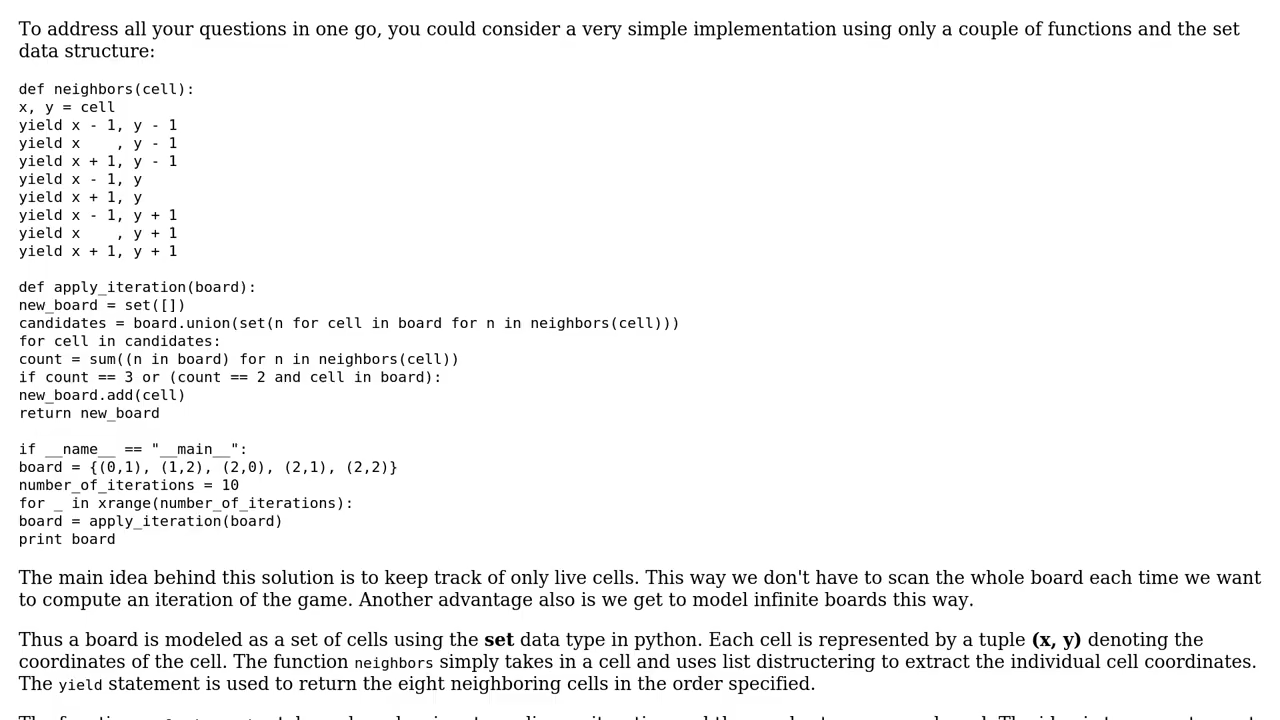 To address all your questions in one go, you could consider a very simple implementation using only a couple of functions and the set
data structure:
def neighbors(cell):
x, y = cell
yield x - 1, y - 1
yield x    , y - 1
yield x + 1, y - 1
yield x - 1, y
yield x + 1, y
yield x - 1, y + 1
yield x    , y + 1
yield x + 1, y + 1
def apply_iteration(board):
new_board = set([])
candidates = board.union(set(n for cell in board for n in neighbors(cell)))
for cell in candidates:
count = sum((n in board) for n in neighbors(cell))
if count == 3 or (count == 2 and cell in board):
new_board.add(cell)
return new_board
if __name__ == "__main__":
board = {(0,1), (1,2), (2,0), (2,1), (2,2)}
number_of_iterations = 10
for _ in xrange(number_of_iterations):
board = apply_iteration(board)
print board
The main idea behind this solution is to keep track of only live cells. This way we don't have to scan the whole board each time we want
to compute an iteration of the game. Another advantage also is we get to model infinite boards this way.
Thus a board is modeled as a set of cells using the set data type in python. Each cell is represented by a tuple (x, y) denoting the
coordinates of the cell. The function neighbors simply takes in a cell and uses list distructering to extract the individual cell coordinates.
The yield statement is used to return the eight neighboring cells in the order specified.